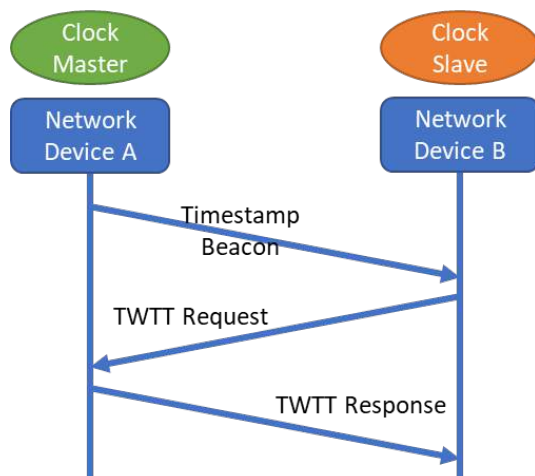 Clock
Master
Clock
Slave
Network
Device A
Network
Device B
Timestamp
Beacon
TWTT Request
TWTT Response